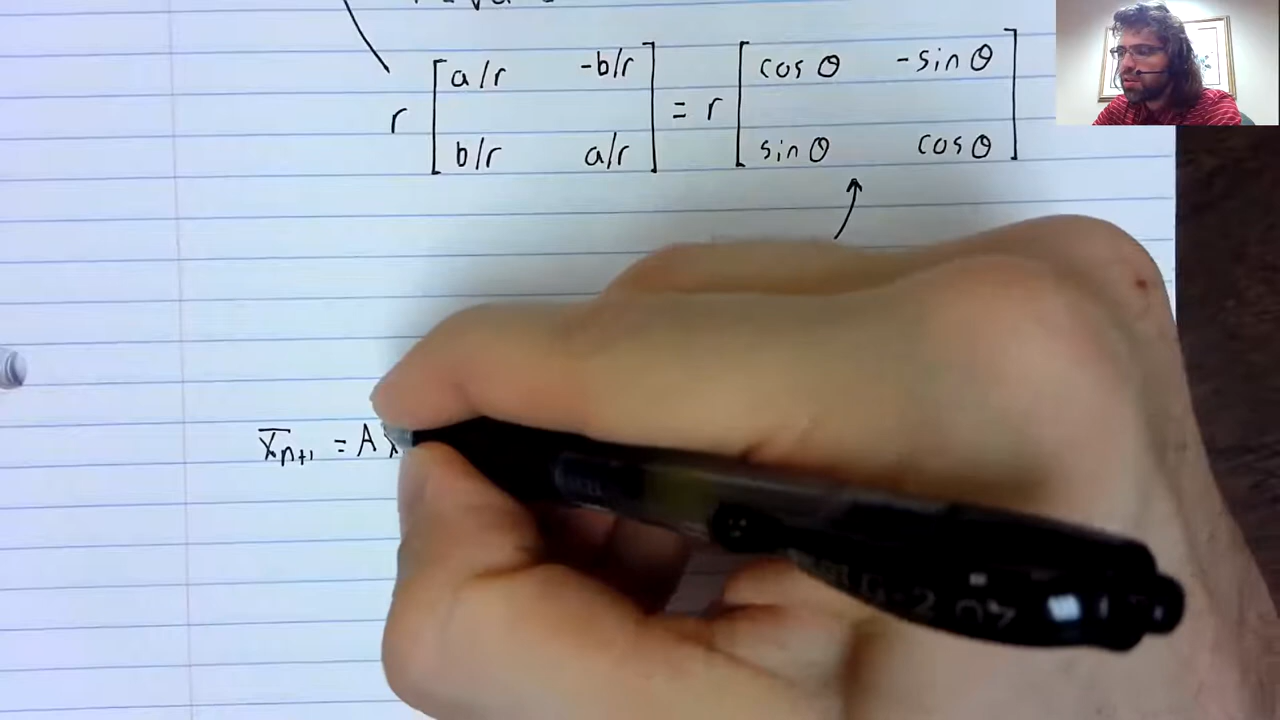 r [ a/r -b/r ; b/r a/r ] = r [ cos θ -sin θ ; sin θ cos θ ]
x̄ₙ₊₁ = A x